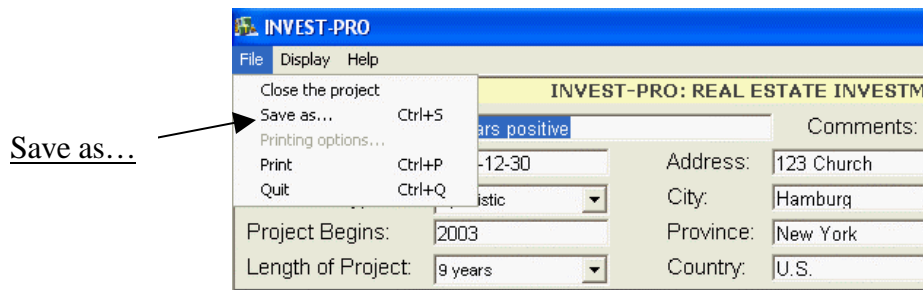 INVEST-PRO
File Display Help
Close the project INVEST-PRO: REAL ESTATE INVESTM
Save as... Ctrl+S ars positive Comments:
Save as…
Printing options...
Print Ctrl+P -12-30 Address: 123 Church
Quit Ctrl+Q istic City: Hamburg
Project Begins: 2003 Province: New York
Length of Project: 9 years Country: U.S.